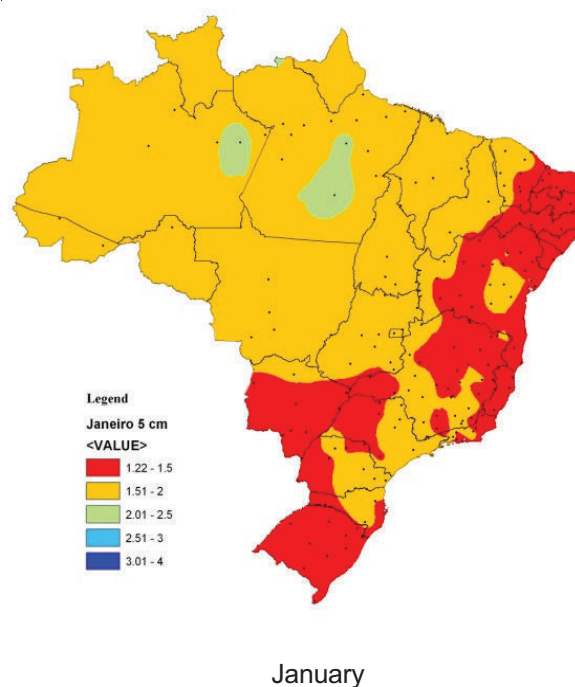 Legend
Janeiro 5 cm
<VALUE>
1.22 - 1.5
1.51 - 2
2.01 - 2.5
2.51 - 3
3.01 - 4
January